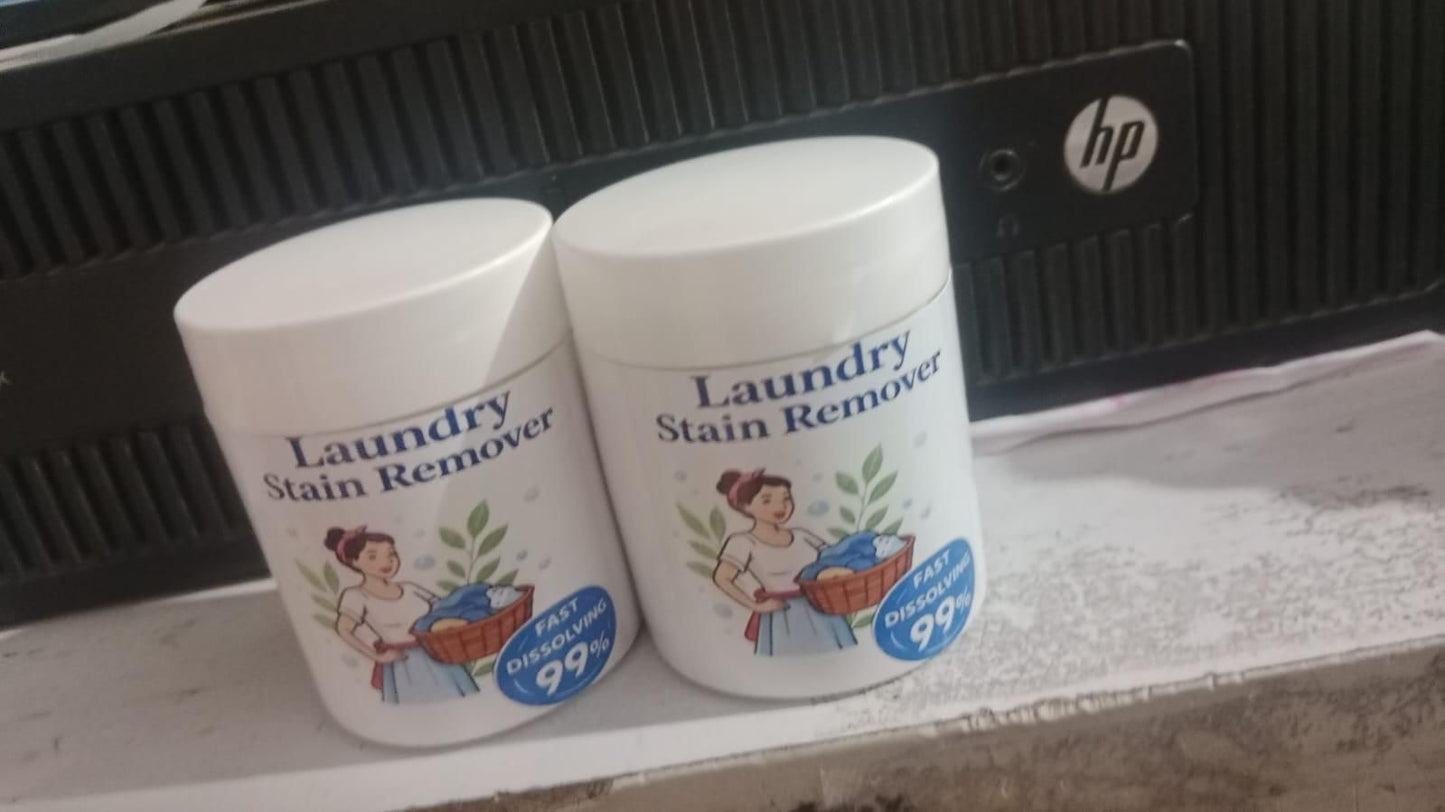 hp
Laundry
Stain Remover
FAST
DISSOLVING
99%
Laundry
Stain Remover
FAST
DISSOLVING
99%